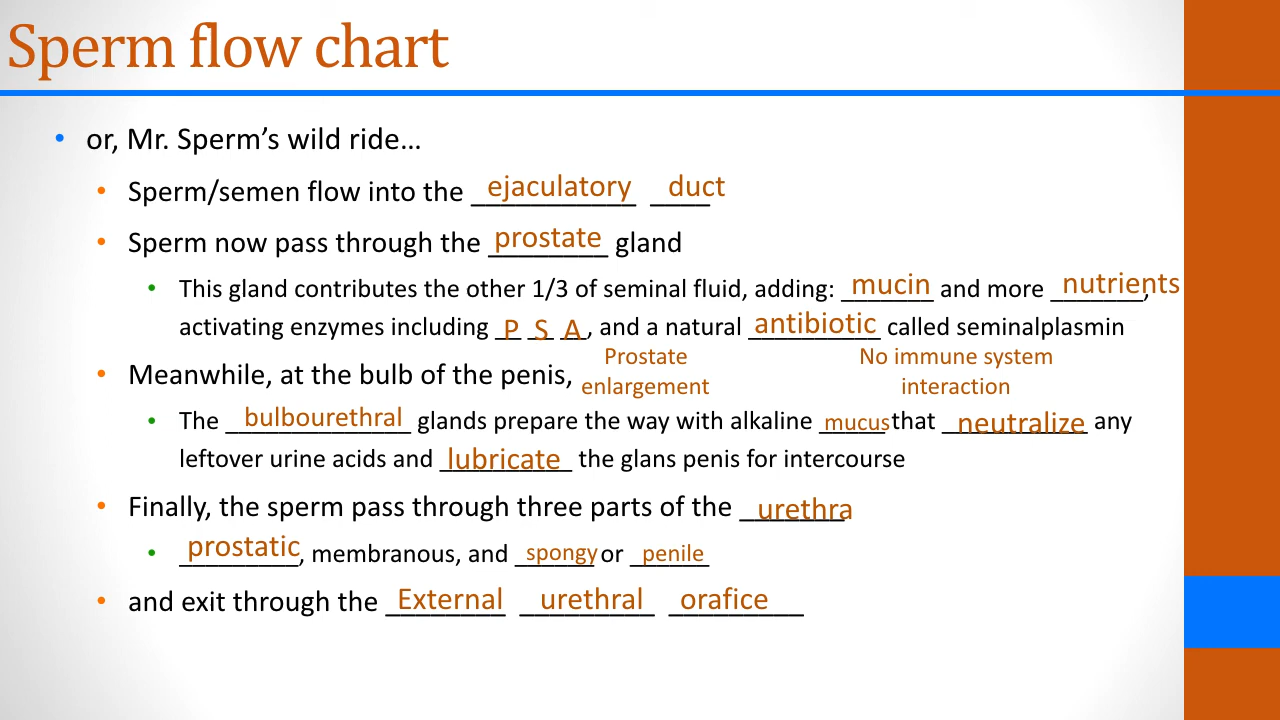 Sperm flow chart
• or, Mr. Sperm's wild ride…
• Sperm/semen flow into the ejaculatory duct
• Sperm now pass through the prostate gland
• This gland contributes the other 1/3 of seminal fluid, adding: mucin and more nutrients,
activating enzymes including P S A, and a natural antibiotic called seminalplasmin
Prostate enlargement
No immune system interaction
• Meanwhile, at the bulb of the penis,
• The bulbourethral glands prepare the way with alkaline mucus that neutralize any
leftover urine acids and lubricate the glans penis for intercourse
• Finally, the sperm pass through three parts of the urethra
• prostatic, membranous, and spongy or penile
• and exit through the External urethral orafice